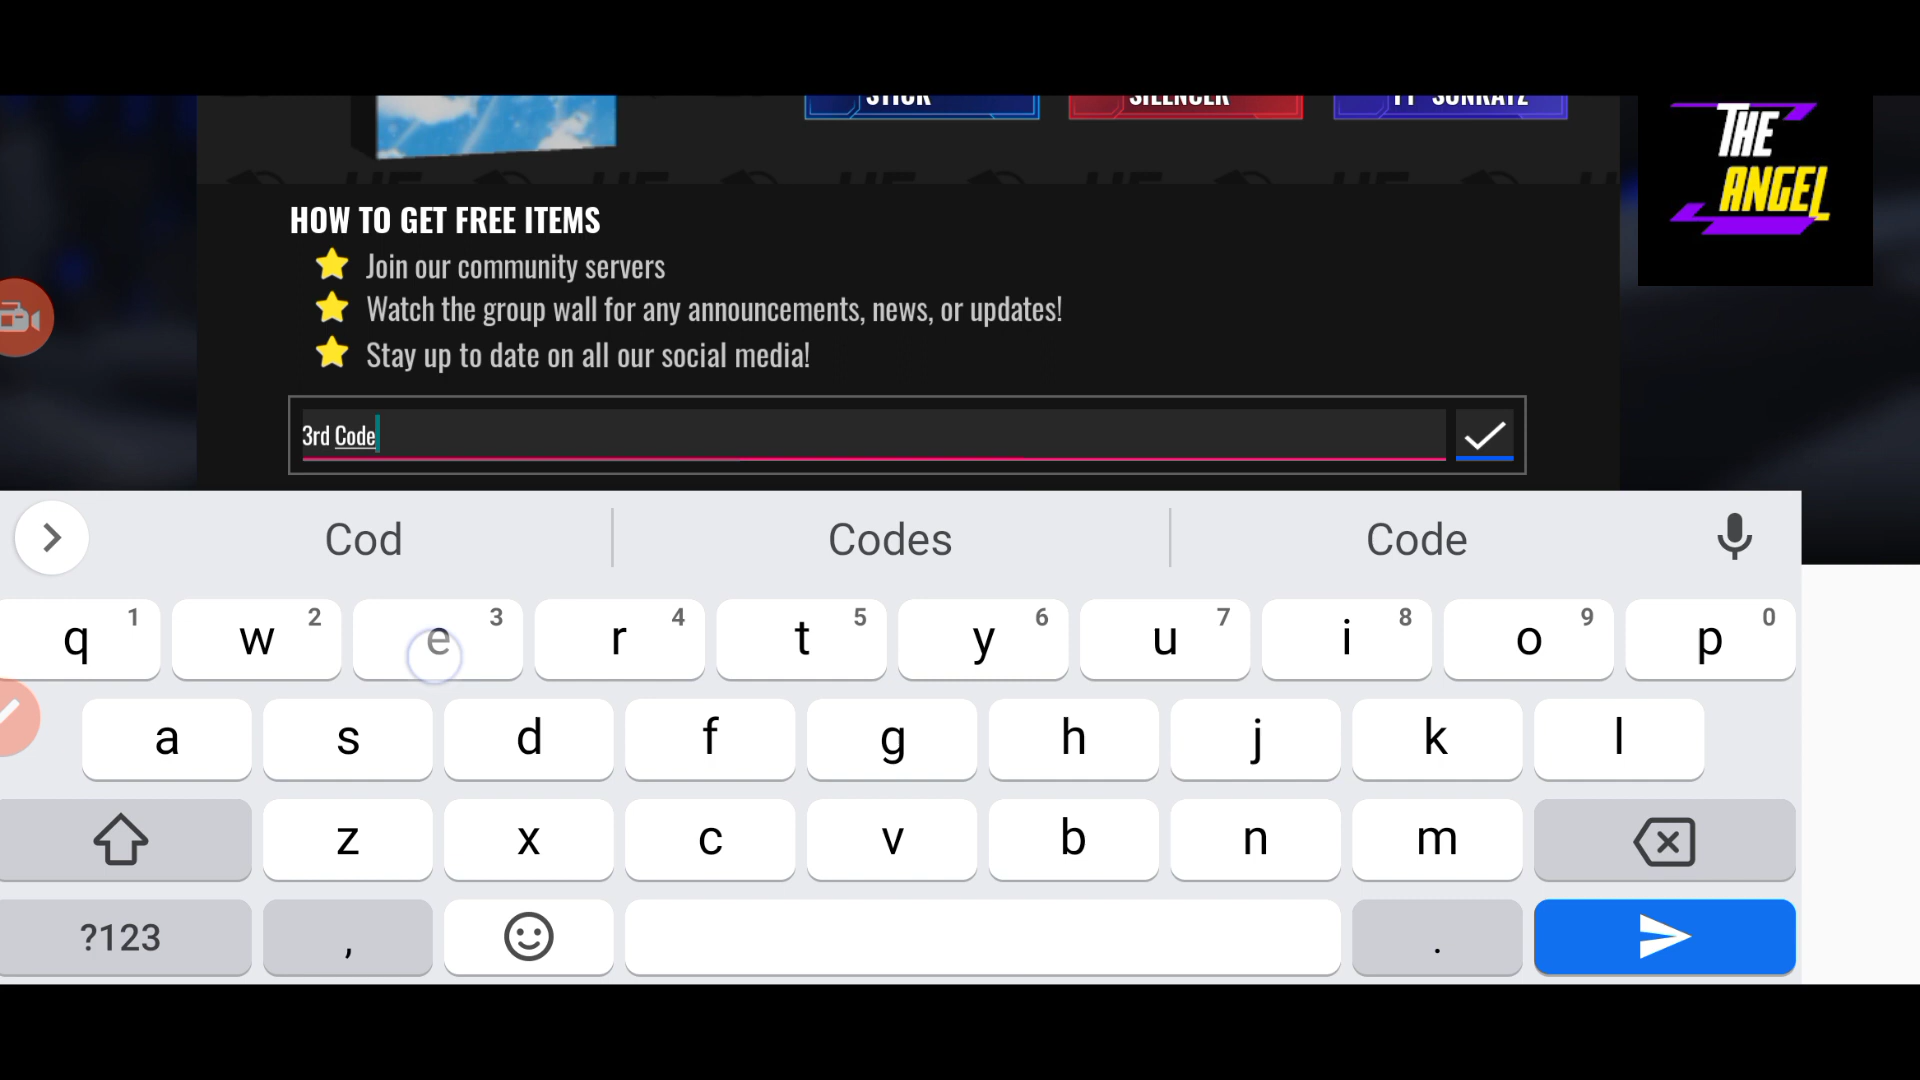 STICK
SILENCER
THE
ANGEL
HOW TO GET FREE ITEMS
Join our community servers
Watch the group wall for any announcements, news, or updates!
Stay up to date on all our social media!
3rd Code
Cod
Codes
Code
q 1 w 2 e 3 r 4 t 5 y 6 u 7 i 8 o 9 p 0
a s d f g h j k l
z x c v b n m
?123 , .